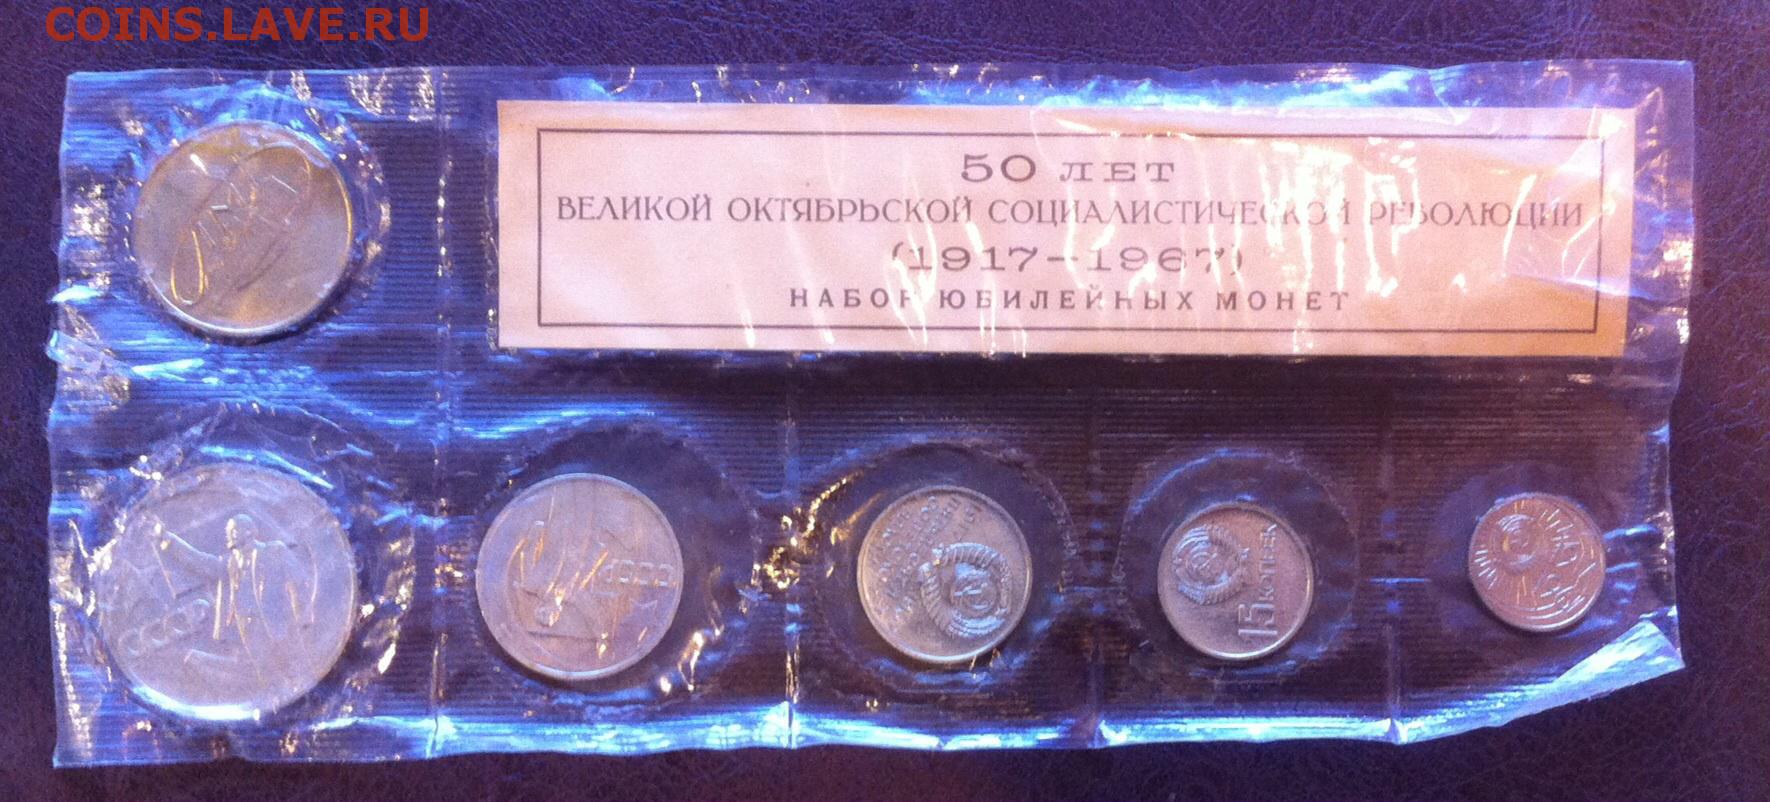 COINS.LAVE.RU
50 ЛЕТ
ВЕЛИКОЙ ОКТЯБРЬСКОЙ СОЦИАЛИСТИЧЕСКОЙ РЕВОЛЮЦИИ
(1917–1967)
НАБОР ЮБИЛЕЙНЫХ МОНЕТ
СССР
СССР
15 КОПЕЕК